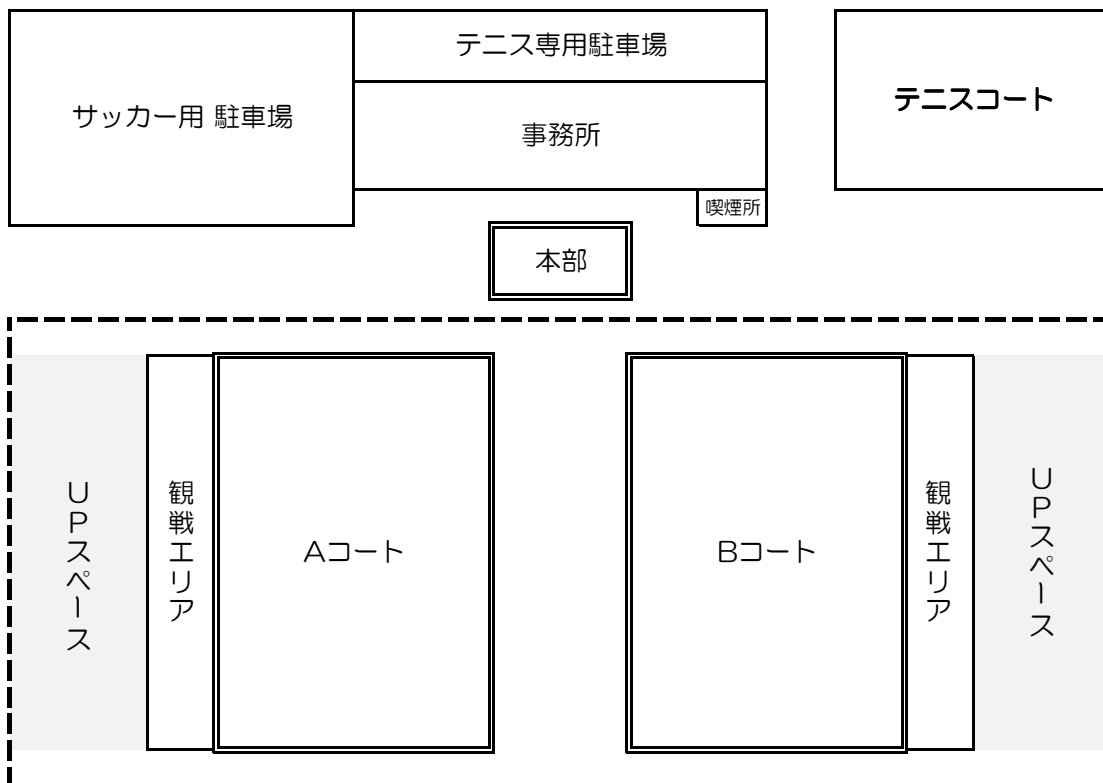 テニス専用駐車場
サッカー用 駐車場
事務所
テニスコート
喫煙所
本部
UPスペース
観戦エリア
Aコート
Bコート
観戦エリア
UPスペース